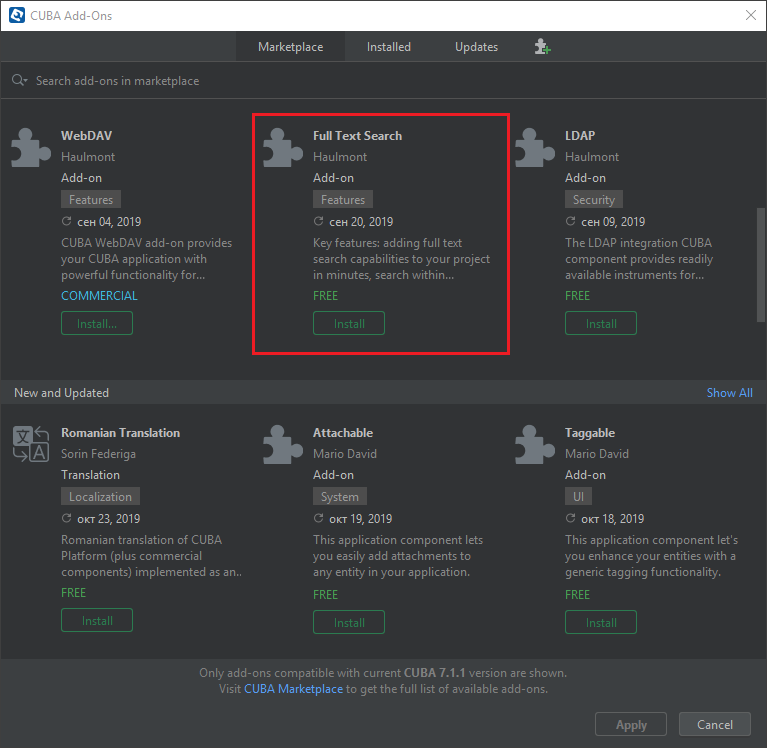 CUBA Add-Ons
Marketplace Installed Updates
Search add-ons in marketplace
WebDAV
Haulmont
Add-on
Features
сен 04, 2019
CUBA WebDAV add-on provides
your CUBA application with
powerful functionality for...
COMMERCIAL
Install...
Full Text Search
Haulmont
Add-on
Features
сен 20, 2019
Key features: adding full text
search capabilities to your project
in minutes, search within...
FREE
Install
LDAP
Haulmont
Add-on
Security
сен 09, 2019
The LDAP integration CUBA
component provides readily
available instruments for...
FREE
Install
New and Updated Show All
Romanian Translation
Sorin Federiga
Translation
Localization
окт 23, 2019
Romanian translation of CUBA
Platform (plus commercial
components) implemented as an..
FREE
Install
Attachable
Mario David
Add-on
System
окт 19, 2019
This application component lets
you easily add attachments to
any entity in your application.
FREE
Install
Taggable
Mario David
Add-on
UI
окт 18, 2019
This application component let's
you enhance your entities with a
generic tagging functionality.
FREE
Install
Only add-ons compatible with current CUBA 7.1.1 version are shown.
Visit CUBA Marketplace to get the full list of available add-ons.
Apply Cancel